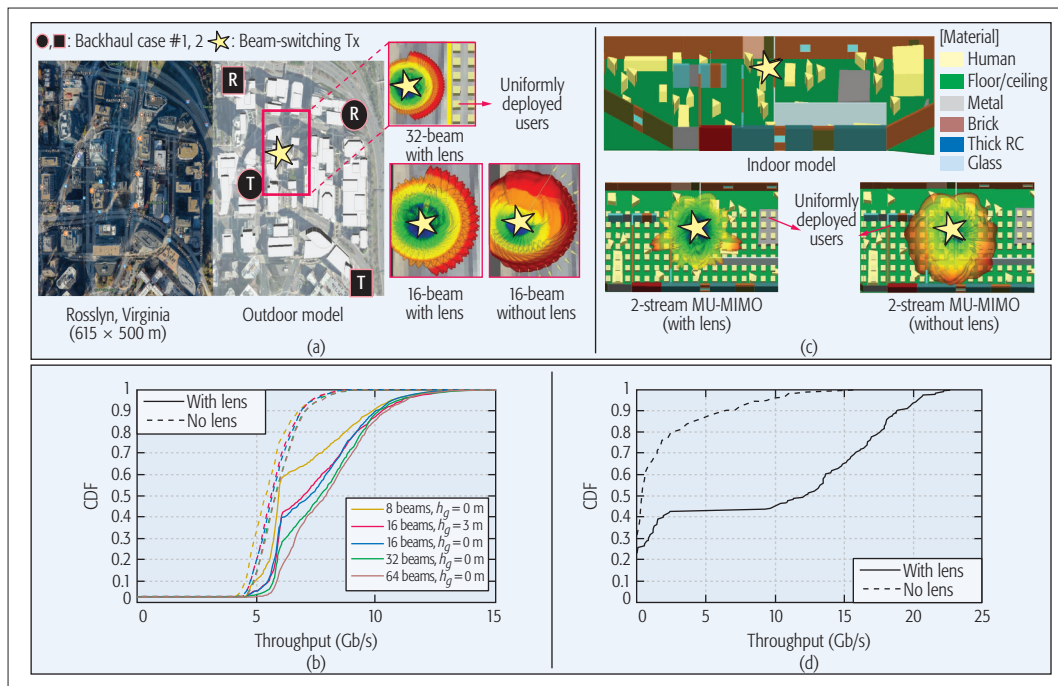 ●,■: Backhaul case #1, 2 ☆: Beam-switching Tx
R
R
T
T
Rosslyn, Virginia
(615 × 500 m)
Outdoor model
32-beam
with lens
Uniformly
deployed
users
16-beam
with lens
16-beam
without lens
(a)
[Material]
Human
Floor/ceiling
Metal
Brick
Thick RC
Glass
Indoor model
Uniformly
deployed
users
2-stream MU-MIMO
(with lens)
2-stream MU-MIMO
(without lens)
(c)
With lens
No lens
CDF
1
0.9
0.8
0.7
0.6
0.5
0.4
0.3
0.2
0.1
0
8 beams, h_g = 0 m
16 beams, h_g = 3 m
16 beams, h_g = 0 m
32 beams, h_g = 0 m
64 beams, h_g = 0 m
0 5 10 15
Throughput (Gb/s)
(b)
CDF
1
0.9
0.8
0.7
0.6
0.5
0.4
0.3
0.2
0.1
0
With lens
No lens
0 5 10 15 20 25
Throughput (Gb/s)
(d)